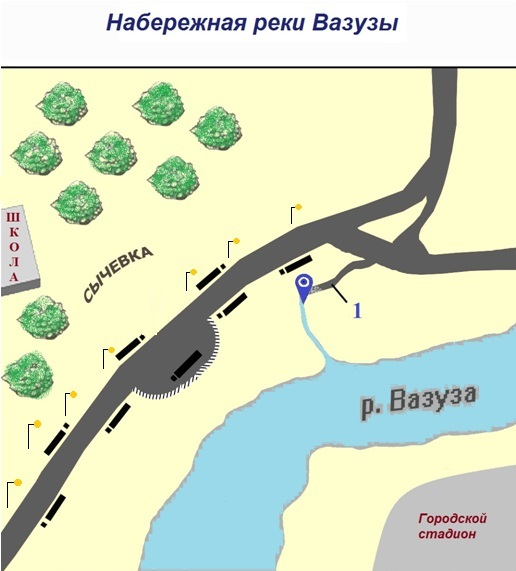 Набережная реки Вазузы
ШКОЛА
СЫЧЕВКА
1
р. Вазуза
Городской
стадион